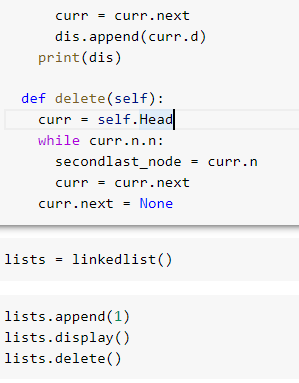 curr = curr.next
dis.append(curr.d)
print(dis)
def delete(self):
curr = self.Head
while curr.n.n:
secondlast_node = curr.n
curr = curr.next
curr.next = None
lists = linkedlist()
lists.append(1)
lists.display()
lists.delete()